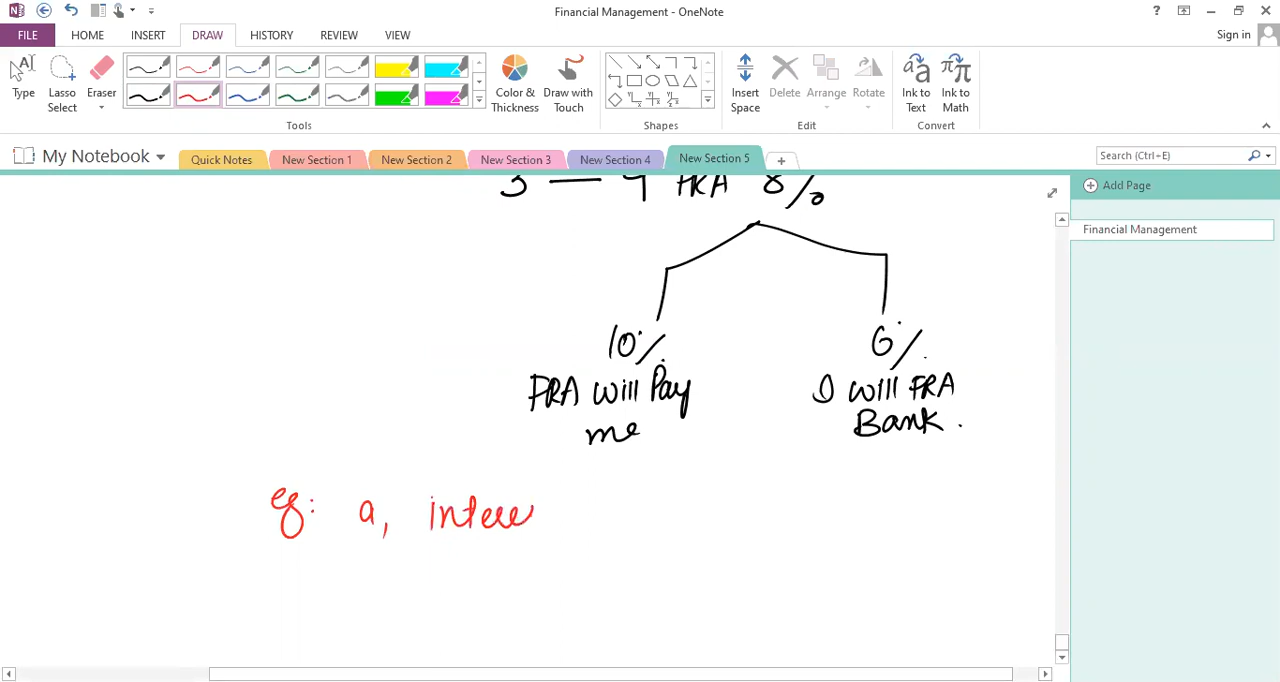 Financial Management - OneNote
?
FILE HOME INSERT DRAW HISTORY REVIEW VIEW
Sign in
Type
Lasso Select
Eraser
Color & Thickness
Draw with Touch
Insert Space
Delete
Arrange
Rotate
Ink to Text
Ink to Math
Tools Shapes Edit Convert
My Notebook Quick Notes New Section 1 New Section 2 New Section 3 New Section 4 New Section 5
Search (Ctrl+E)
Add Page
Financial Management
3 — 9 FRA 8%
10% 6%
FRA will Pay I will FRA
me Bank.
eg: a, intere